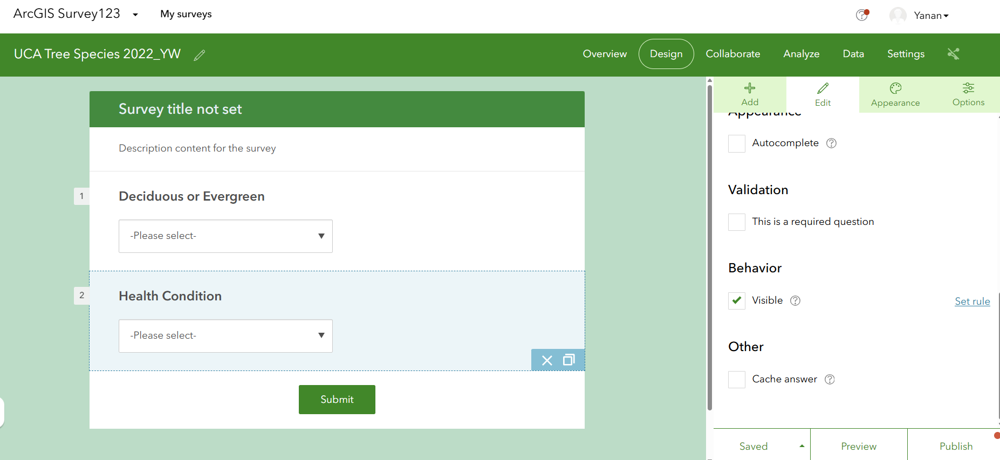 ArcGIS Survey123
My surveys
Yanan
UCA Tree Species 2022_YW
Overview
Design
Collaborate
Analyze
Data
Settings
Survey title not set
Description content for the survey
1
Deciduous or Evergreen
-Please select-
2
Health Condition
-Please select-
Submit
Add
Edit
Appearance
Options
Appearance
Autocomplete ?
Validation
This is a required question
Behavior
Visible ?
Set rule
Other
Cache answer ?
Saved
Preview
Publish